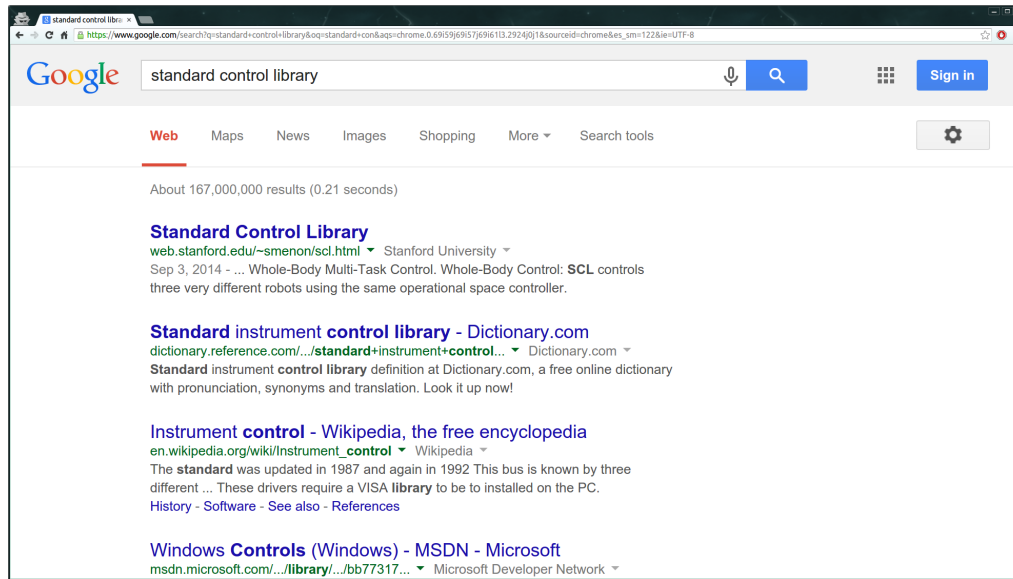 standard control libra
https://www.google.com/search?q=standard+control+library&oq=standard+con&aqs=chrome.0.69i59j69i57j69i61l3.2924j0j1&sourceid=chrome&es_sm=122&ie=UTF-8
Google standard control library Sign in
Web Maps News Images Shopping More Search tools
About 167,000,000 results (0.21 seconds)
Standard Control Library
web.stanford.edu/~smenon/scl.html Stanford University
Sep 3, 2014 - ... Whole-Body Multi-Task Control. Whole-Body Control: SCL controls
three very different robots using the same operational space controller.
Standard instrument control library - Dictionary.com
dictionary.reference.com/.../standard+instrument+control... Dictionary.com
Standard instrument control library definition at Dictionary.com, a free online dictionary
with pronunciation, synonyms and translation. Look it up now!
Instrument control - Wikipedia, the free encyclopedia
en.wikipedia.org/wiki/Instrument_control Wikipedia
The standard was updated in 1987 and again in 1992 This bus is known by three
different ... These drivers require a VISA library to be to installed on the PC.
History - Software - See also - References
Windows Controls (Windows) - MSDN - Microsoft
msdn.microsoft.com/.../library/.../bb77317... Microsoft Developer Network